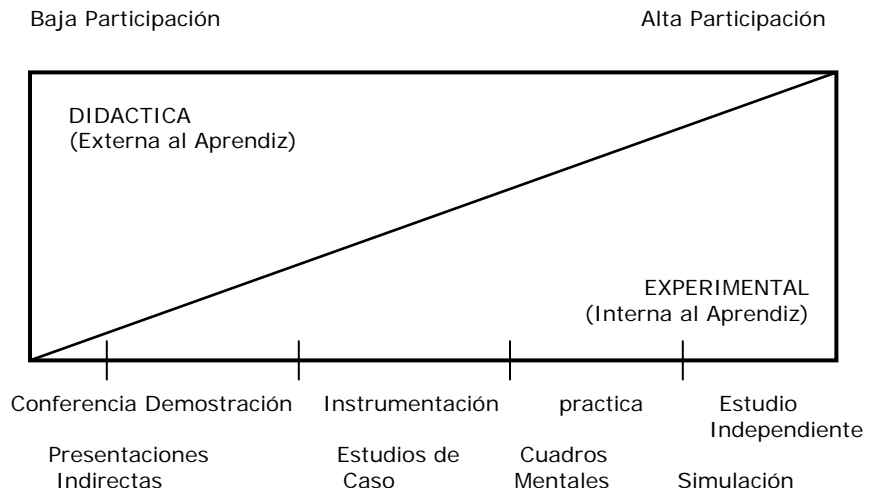 Baja Participación Alta Participación
DIDACTICA
(Externa al Aprendiz)
EXPERIMENTAL
(Interna al Aprendiz)
Conferencia Demostración Instrumentación practica Estudio
Independiente
Presentaciones Estudios de Cuadros
Indirectas Caso Mentales Simulación